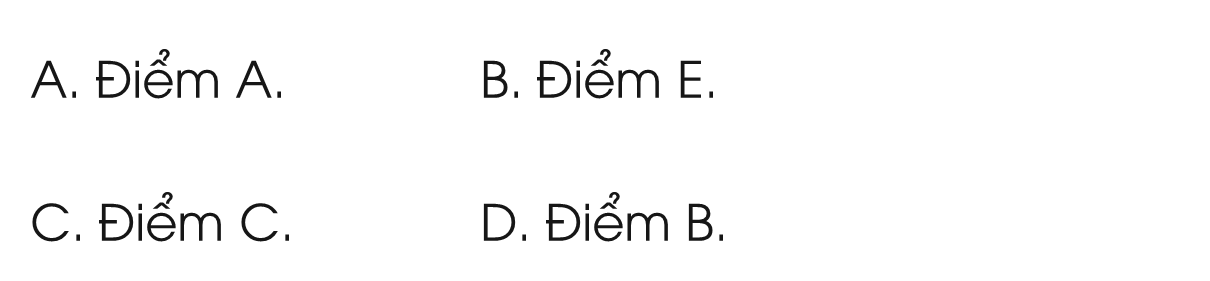 A. Điểm A. B. Điểm E.
C. Điểm C. D. Điểm B.